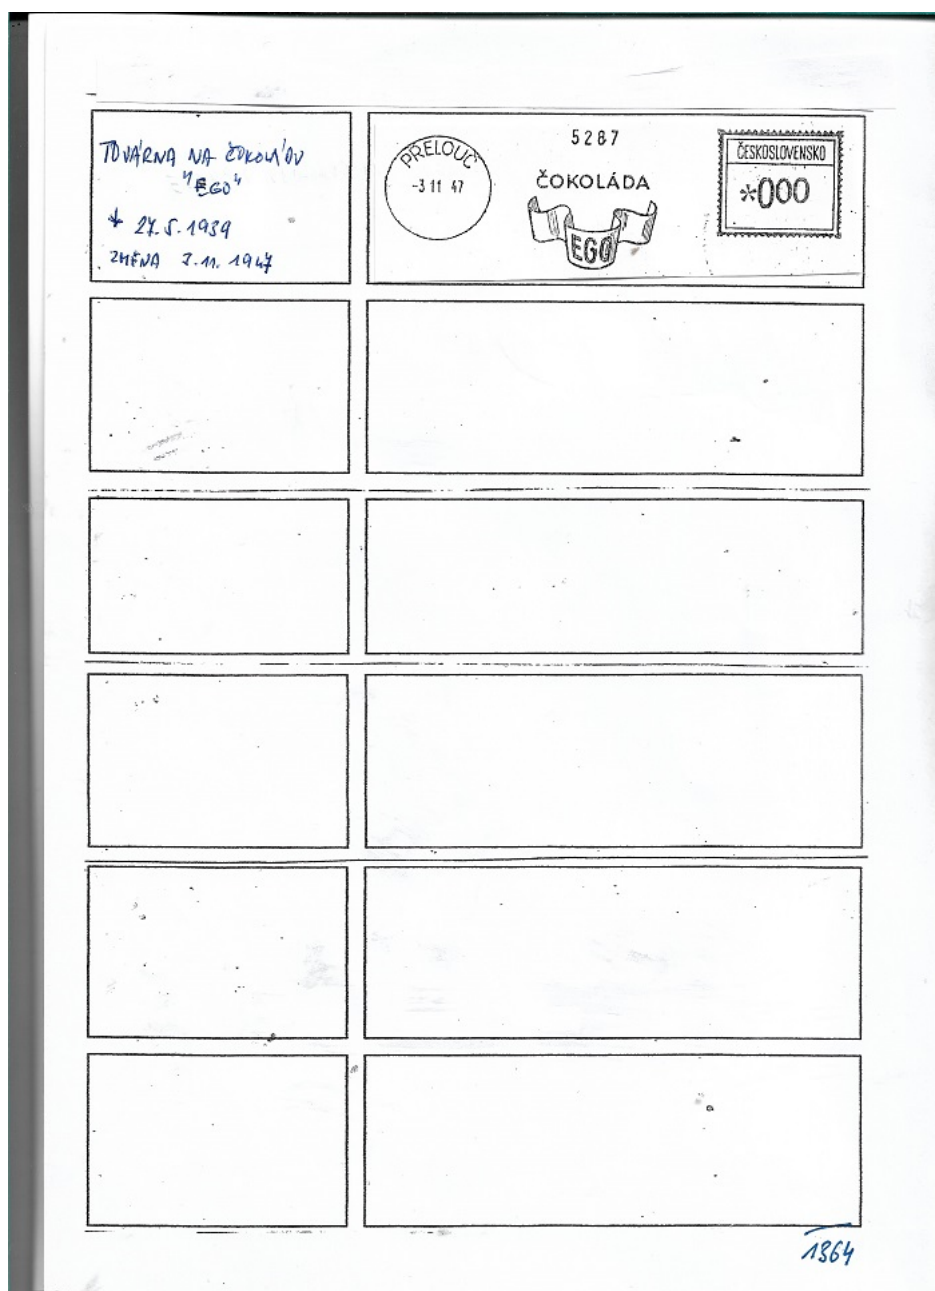 TOVÁRNA NA ČOKOLÁDU
"EGO"
* 27.5.1939
ZMĚNA 3.11.1947
PŘELOUČ
-3 11 47
5287
ČOKOLÁDA
EGO
ČESKOSLOVENSKO
*000
1364